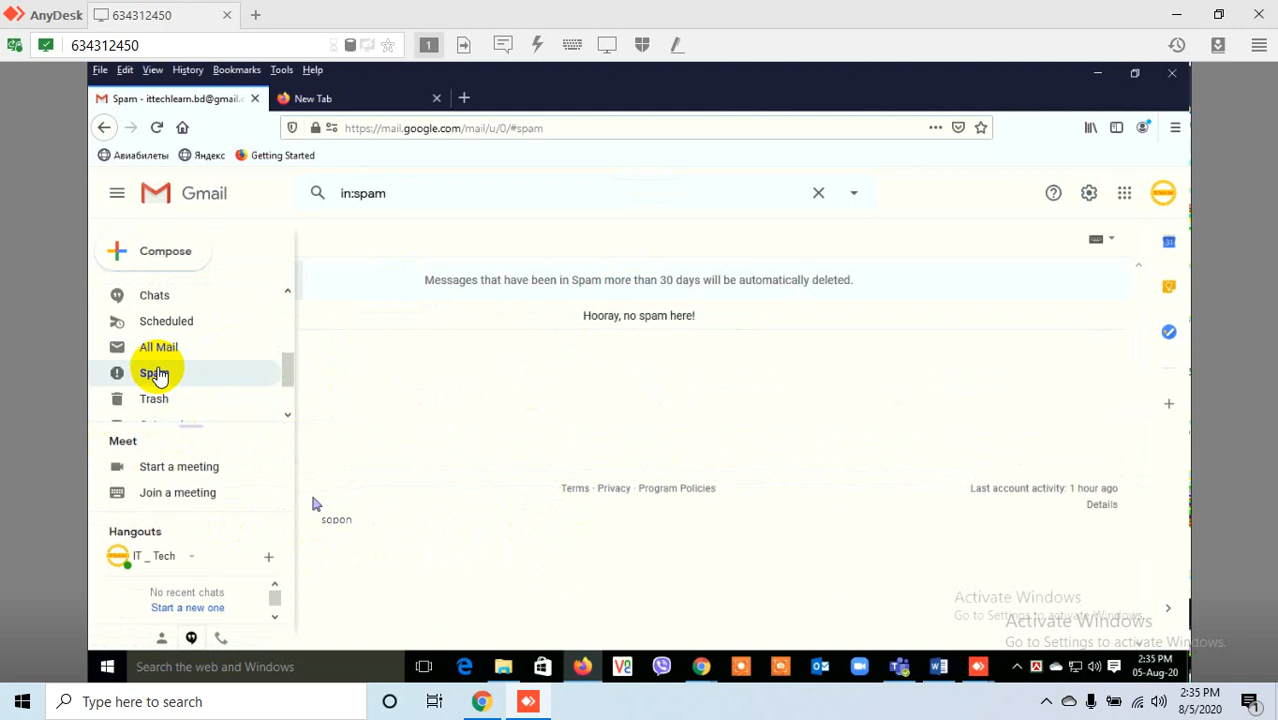 AnyDesk 634312450
634312450 1
File Edit View History Bookmarks Tools Help
Spam - ittechlearn.bd@gmail.c New Tab
https://mail.google.com/mail/u/0/#spam
Авиабилеты Яндекс Getting Started
Gmail in:spam
Compose
Messages that have been in Spam more than 30 days will be automatically deleted.
Chats
Hooray, no spam here!
Scheduled
All Mail
Spam
Trash
Meet
Start a meeting
Terms · Privacy · Program Policies
Last account activity: 1 hour ago
Join a meeting
Details
sopon
Hangouts
IT _ Tech
No recent chats
Start a new one
Activate Windows
Go to Settings to activate Windows.
Activate Windows
Go to Settings to activate Windows.
Search the web and Windows
2:35 PM
05-Aug-20
Type here to search
2:35 PM
8/5/2020